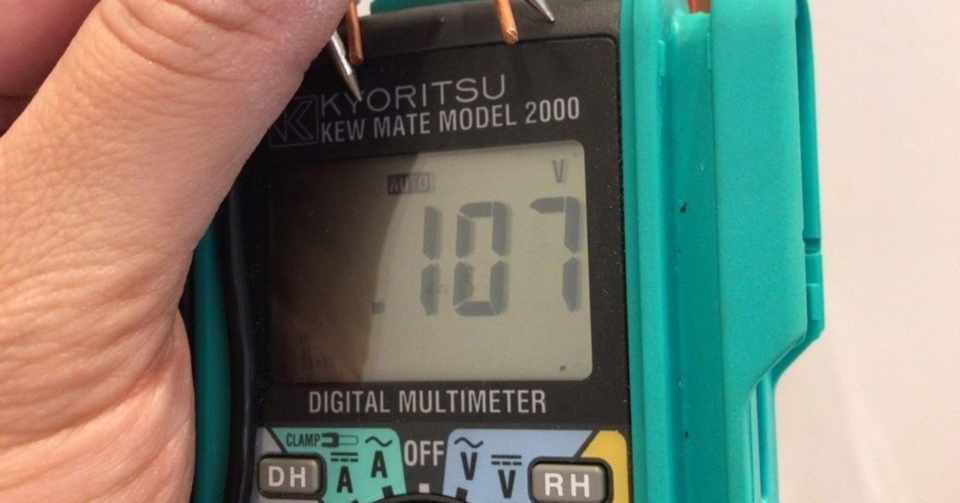 KYORITSU
KEW MATE MODEL 2000
AUTO V
.107
DIGITAL MULTIMETER
CLAMP
A A OFF V V
DH RH